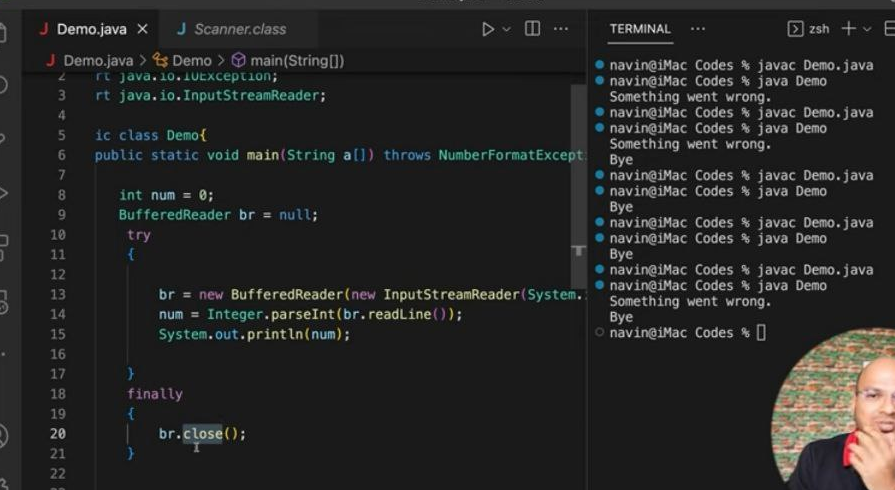 J Demo.java ×
J Scanner.class
J Demo.java > Demo > main(String[])
2 rt java.io.IOException;
3 rt java.io.InputStreamReader;
4
5 ic class Demo{
6 public static void main(String a[]) throws NumberFormatExcept
7
8 int num = 0;
9 BufferedReader br = null;
10 try
11 {
12
13 br = new BufferedReader(new InputStreamReader(System.
14 num = Integer.parseInt(br.readLine());
15 System.out.println(num);
16
17 }
18 finally
19 {
20 br.close();
21 }
22
TERMINAL ··· zsh
navin@iMac Codes % javac Demo.java
navin@iMac Codes % java Demo
Something went wrong.
navin@iMac Codes % javac Demo.java
navin@iMac Codes % java Demo
Something went wrong.
Bye
navin@iMac Codes % javac Demo.java
navin@iMac Codes % java Demo
Bye
navin@iMac Codes % javac Demo.java
navin@iMac Codes % java Demo
Bye
navin@iMac Codes % javac Demo.java
navin@iMac Codes % java Demo
Something went wrong.
Bye
navin@iMac Codes %